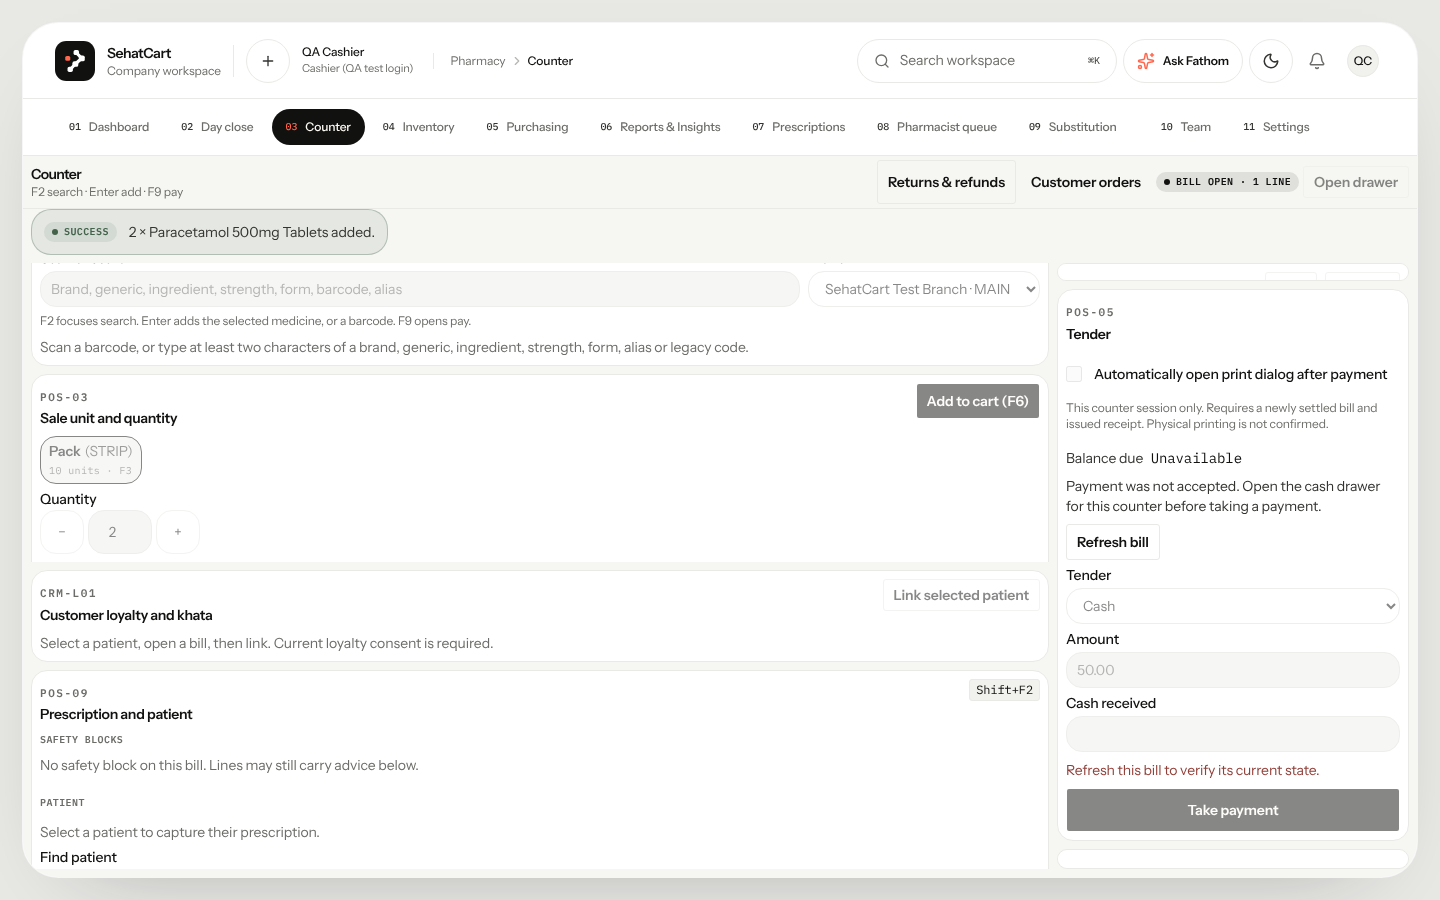 SehatCart
Company workspace
QA Cashier
Cashier (QA test login)
Pharmacy > Counter
Search workspace
⌘K
Ask Fathom
QC
01 Dashboard
02 Day close
03 Counter
04 Inventory
05 Purchasing
06 Reports & Insights
07 Prescriptions
08 Pharmacist queue
09 Substitution
10 Team
11 Settings
Counter
F2 search · Enter add · F9 pay
Returns & refunds
Customer orders
BILL OPEN · 1 LINE
Open drawer
SUCCESS
2 × Paracetamol 500mg Tablets added.
Brand, generic, ingredient, strength, form, barcode, alias
SehatCart Test Branch · MAIN
F2 focuses search. Enter adds the selected medicine, or a barcode. F9 opens pay.
Scan a barcode, or type at least two characters of a brand, generic, ingredient, strength, form, alias or legacy code.
POS-03
Sale unit and quantity
Add to cart (F6)
Pack (STRIP)
10 units · F3
Quantity
−
2
+
CRM-L01
Customer loyalty and khata
Link selected patient
Select a patient, open a bill, then link. Current loyalty consent is required.
POS-09
Prescription and patient
Shift+F2
SAFETY BLOCKS
No safety block on this bill. Lines may still carry advice below.
PATIENT
Select a patient to capture their prescription.
Find patient
POS-05
Tender
Automatically open print dialog after payment
This counter session only. Requires a newly settled bill and
issued receipt. Physical printing is not confirmed.
Balance due Unavailable
Payment was not accepted. Open the cash drawer
for this counter before taking a payment.
Refresh bill
Tender
Cash
Amount
50.00
Cash received
Refresh this bill to verify its current state.
Take payment